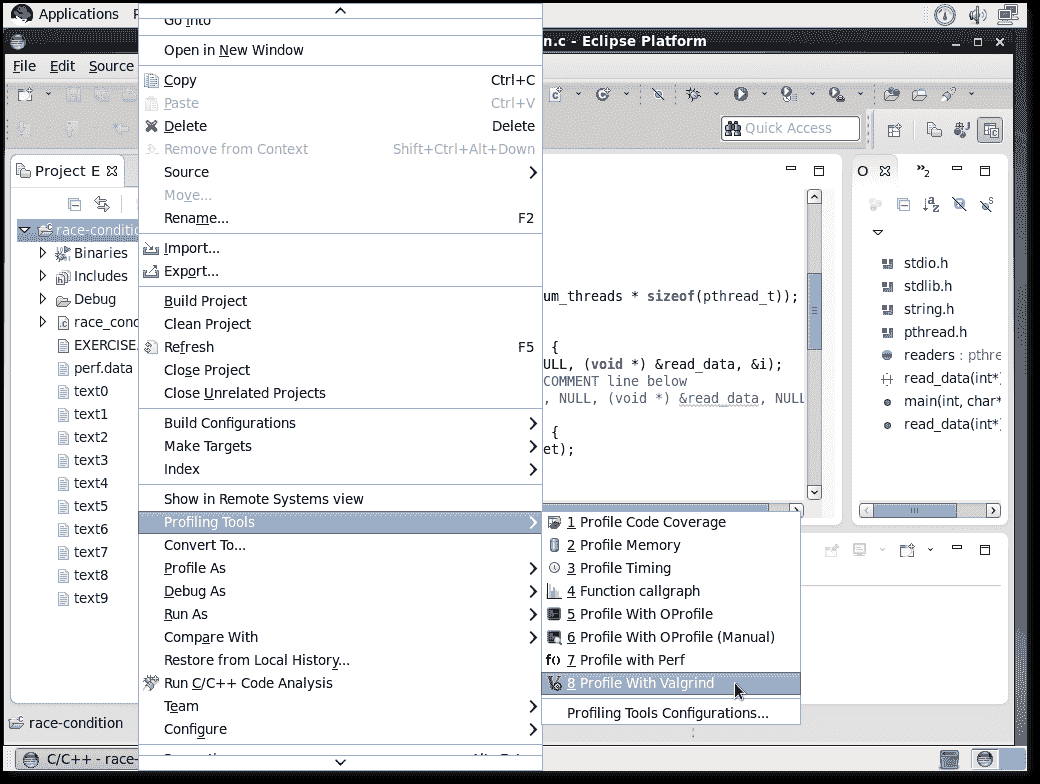 Applications
Go Into
n.c - Eclipse Platform
File Edit Source
Open in New Window
Copy Ctrl+C
Paste Ctrl+V
Delete Delete
Remove from Context Shift+Ctrl+Alt+Down
Source
Move...
Rename... F2
Import...
Export...
Build Project
Clean Project
Refresh F5
Close Project
Close Unrelated Projects
Build Configurations
Make Targets
Index
Show in Remote Systems view
Profiling Tools
Convert To...
Profile As
Debug As
Run As
Compare With
Restore from Local History...
Run C/C++ Code Analysis
Team
Configure
Quick Access
Project E
race-conditio
Binaries
Includes
Debug
race_cond
EXERCISE.
perf.data
text0
text1
text2
text3
text4
text5
text6
text7
text8
text9
um_threads * sizeof(pthread_t));
{
ULL, (void *) &read_data, &i);
COMMENT line below
, NULL, (void *) &read_data, NULL
{
et);
O
2
stdio.h
stdlib.h
string.h
pthread.h
readers : pthre
read_data(int*
main(int, char*
read_data(int*
1 Profile Code Coverage
2 Profile Memory
3 Profile Timing
4 Function callgraph
5 Profile With OProfile
6 Profile With OProfile (Manual)
7 Profile with Perf
8 Profile With Valgrind
Profiling Tools Configurations...
race-condition
C/C++ - race-